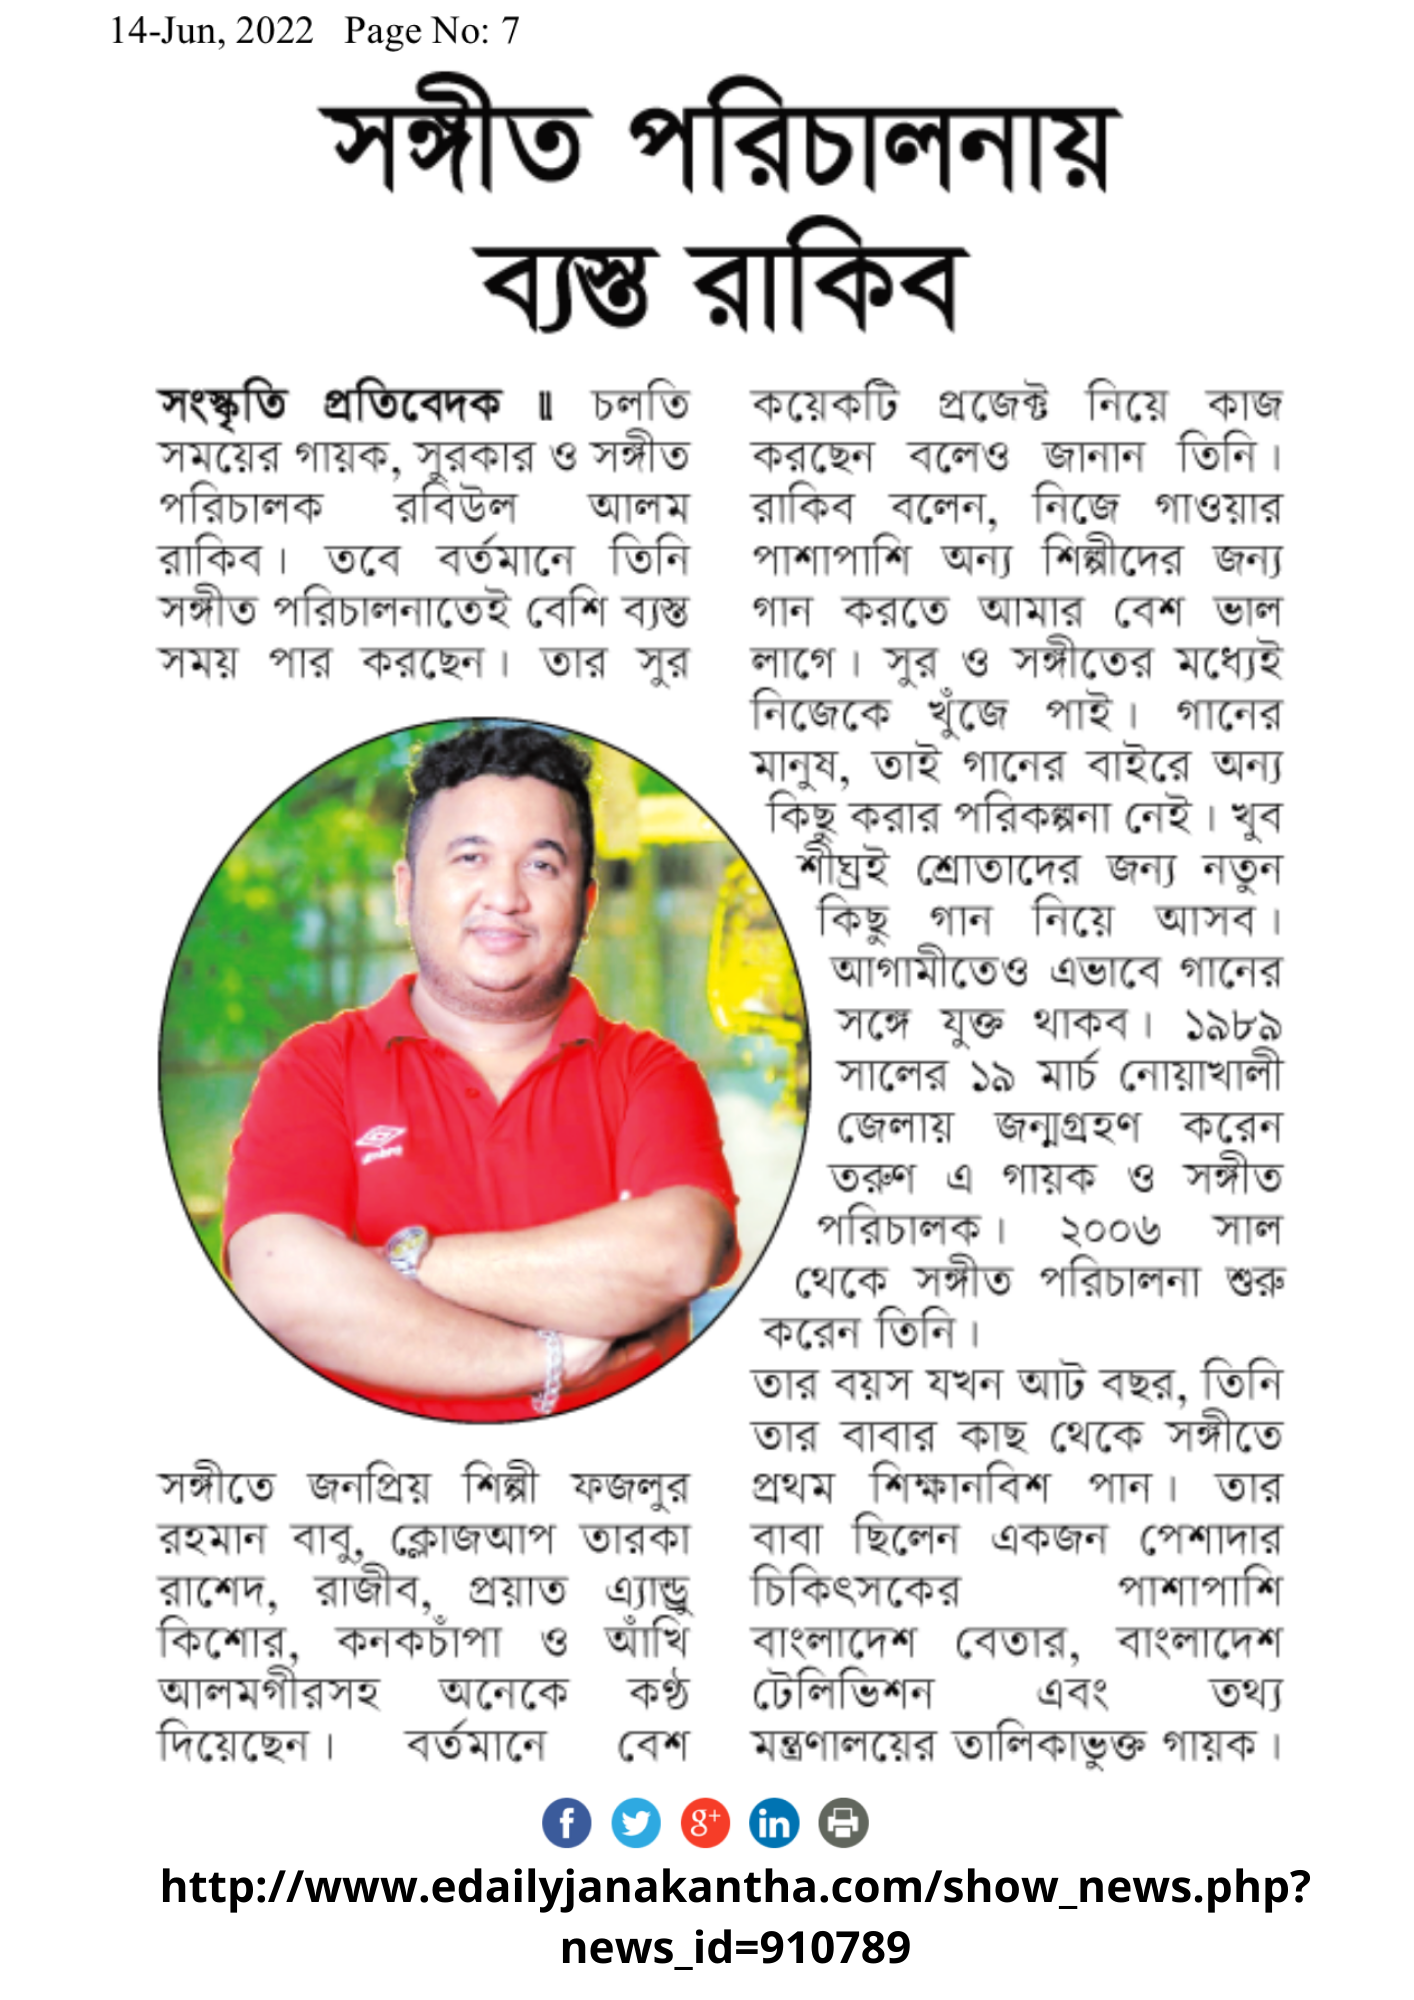 14-Jun, 2022 Page No: 7
সঙ্গীত পরিচালনায়
ব্যস্ত রাকিব
সংস্কৃতি প্রতিবেদক ॥ চলতি
সময়ের গায়ক, সুরকার ও সঙ্গীত
পরিচালক রবিউল আলম
রাকিব। তবে বর্তমানে তিনি
সঙ্গীত পরিচালনাতেই বেশি ব্যস্ত
সময় পার করছেন। তার সুর
umbro
সঙ্গীতে জনপ্রিয় শিল্পী ফজলুর
রহমান বাবু, ক্লোজআপ তারকা
রাশেদ, রাজীব, প্রয়াত এ্যান্ড্রু
কিশোর, কনকচাঁপা ও আঁখি
আলমগীরসহ অনেকে কণ্ঠ
দিয়েছেন। বর্তমানে বেশ
কয়েকটি প্রজেক্ট নিয়ে কাজ
করছেন বলেও জানান তিনি।
রাকিব বলেন, নিজে গাওয়ার
পাশাপাশি অন্য শিল্পীদের জন্য
গান করতে আমার বেশ ভাল
লাগে। সুর ও সঙ্গীতের মধ্যেই
নিজেকে খুঁজে পাই। গানের
মানুষ, তাই গানের বাইরে অন্য
কিছু করার পরিকল্পনা নেই। খুব
শীঘ্রই শ্রোতাদের জন্য নতুন
কিছু গান নিয়ে আসব।
আগামীতেও এভাবে গানের
সঙ্গে যুক্ত থাকব। ১৯৮৯
সালের ১৯ মার্চ নোয়াখালী
জেলায় জন্মগ্রহণ করেন
তরুণ এ গায়ক ও সঙ্গীত
পরিচালক। ২০০৬ সাল
থেকে সঙ্গীত পরিচালনা শুরু
করেন তিনি।
তার বয়স যখন আট বছর, তিনি
তার বাবার কাছ থেকে সঙ্গীতে
প্রথম শিক্ষানবিশ পান। তার
বাবা ছিলেন একজন পেশাদার
চিকিৎসকের পাশাপাশি
বাংলাদেশ বেতার, বাংলাদেশ
টেলিভিশন এবং তথ্য
মন্ত্রণালয়ের তালিকাভুক্ত গায়ক।
f g+ in
http://www.edailyjanakantha.com/show_news.php?
news_id=910789